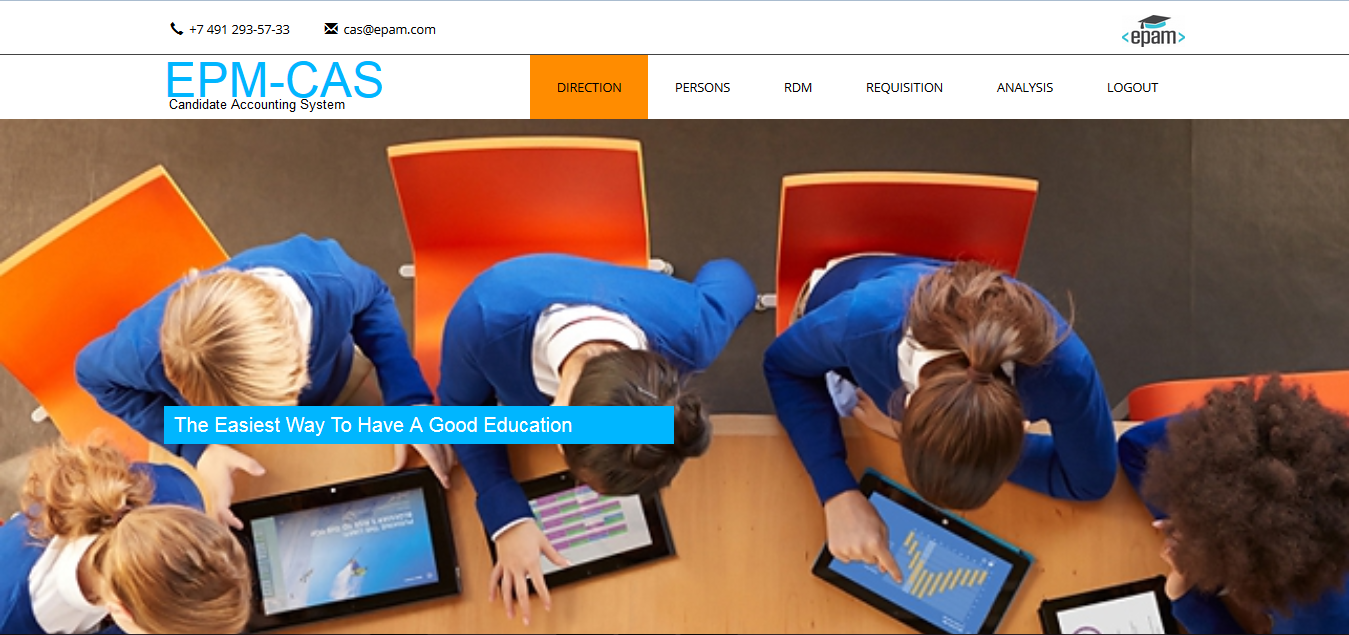 +7 491 293-57-33 cas@epam.com
<epam>
EPM-CAS
Candidate Accounting System
DIRECTION PERSONS RDM REQUISITION ANALYSIS LOGOUT
The Easiest Way To Have A Good Education